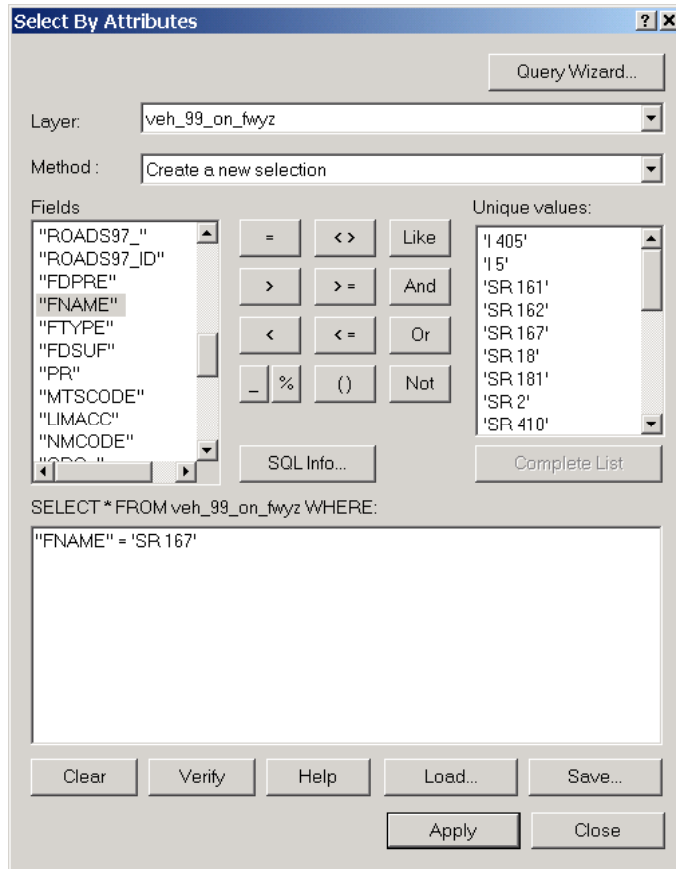 Select By Attributes
? X
Query Wizard...
Layer: veh_99_on_fwyz
Method : Create a new selection
Fields
Unique values:
"ROADS97_"
"ROADS97_ID"
"FDPRE"
"FNAME"
"FTYPE"
"FDSUF"
"PR"
"MTSCODE"
"LIMACC"
"NMCODE"
= <> Like
> >= And
< <= Or
_ % () Not
'I 405'
'I 5'
'SR 161'
'SR 162'
'SR 167'
'SR 18'
'SR 181'
'SR 2'
'SR 410'
SQL Info...
Complete List
SELECT * FROM veh_99_on_fwyz WHERE:
"FNAME" = 'SR 167'
Clear Verify Help Load... Save...
Apply Close